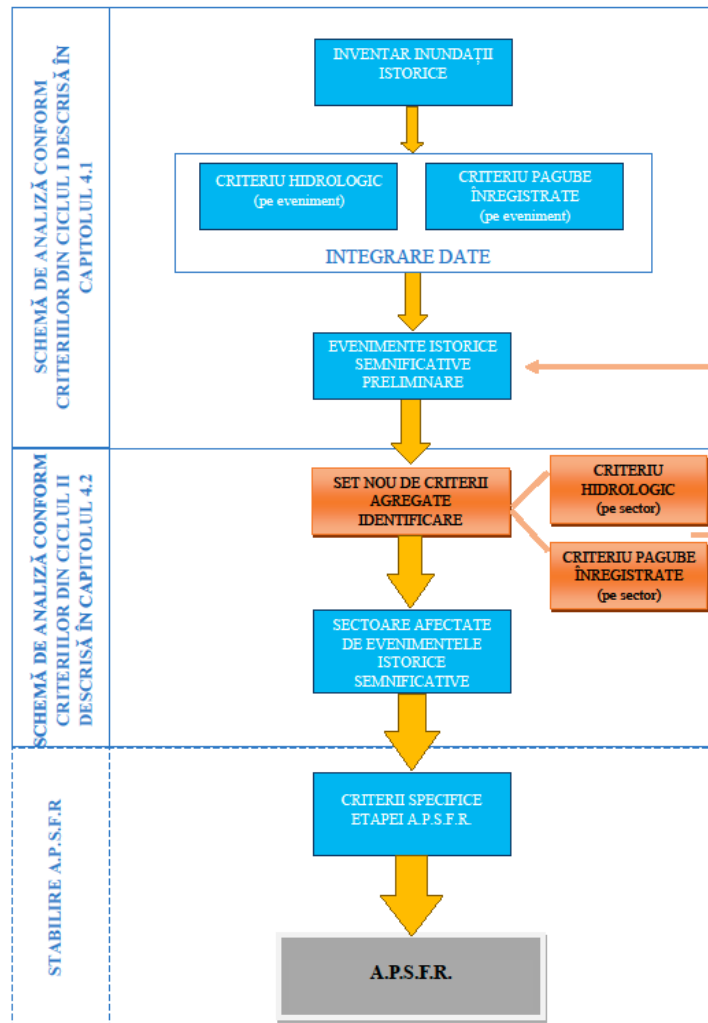 SCHEMĂ DE ANALIZĂ CONFORM
CRITERIILOR DIN CICLUL I DESCRISĂ ÎN
CAPITOLUL 4.1
INVENTAR INUNDAȚII
ISTORICE
CRITERIU HIDROLOGIC
(pe eveniment)
CRITERIU PAGUBE
ÎNREGISTRATE
(pe eveniment)
INTEGRARE DATE
EVENIMENTE ISTORICE
SEMNIFICATIVE
PRELIMINARE
SCHEMĂ DE ANALIZĂ CONFORM
CRITERIILOR DIN CICLUL II
DESCRISĂ ÎN CAPITOLUL 4.2
SET NOU DE CRITERII
AGREGATE
IDENTIFICARE
CRITERIU
HIDROLOGIC
(pe sector)
CRITERIU PAGUBE
ÎNREGISTRATE
(pe sector)
SECTOARE AFECTATE
DE EVENIMENTELE
ISTORICE
SEMNIFICATIVE
STABILIRE A.P.S.F.R
CRITERII SPECIFICE
ETAPEI A.P.S.F.R.
A.P.S.F.R.